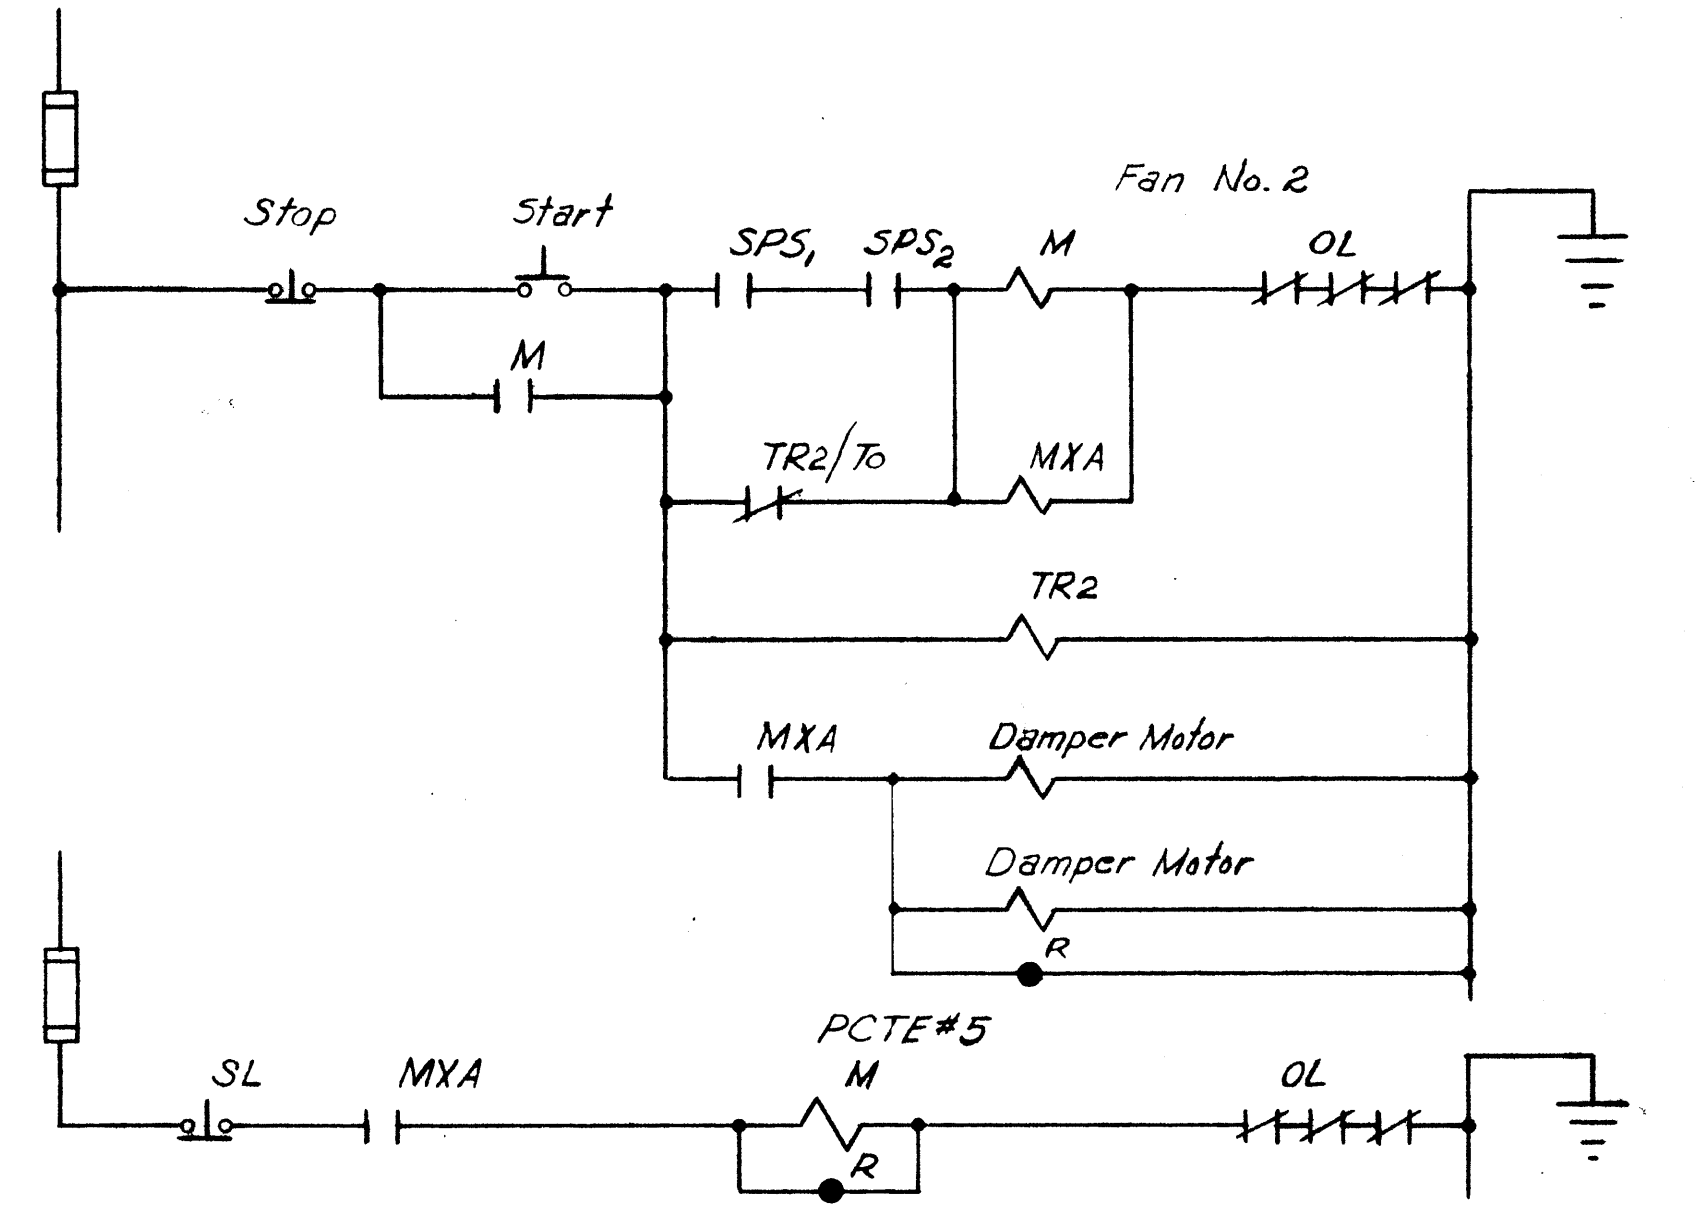 Fan No. 2
Stop
Start
SPS₁
SPS₂
M
OL
M
TR2/To
MXA
TR2
MXA
Damper Motor
Damper Motor
R
PCTE#5
SL
MXA
M
OL
R